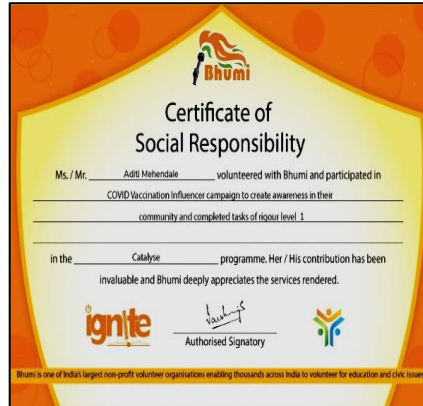 Bhumi
Certificate of
Social Responsibility
Ms. / Mr. Aditi Mehendale volunteered with Bhumi and participated in
COVID Vaccination Influencer campaign to create awareness in their
community and completed tasks of rigour level 1
in the Catalyse programme. Her / His contribution has been
invaluable and Bhumi deeply appreciates the services rendered.
ignite
Authorised Signatory
Bhumi is one of India's largest non-profit volunteer organisations enabling thousands across India to volunteer for education and civic issues